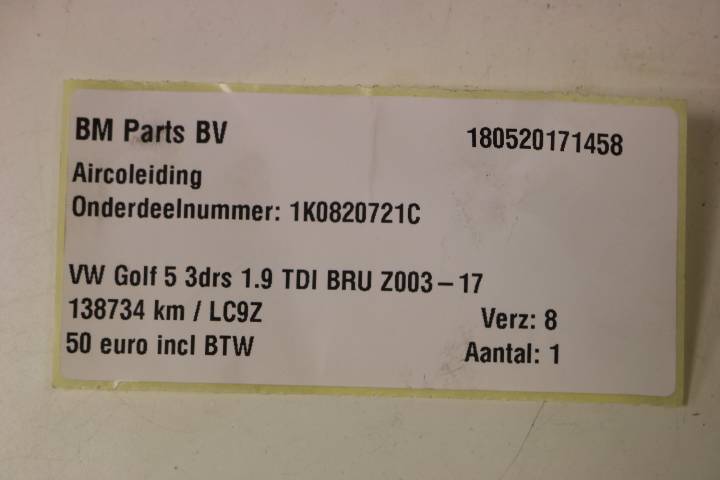 BM Parts BV 180520171458
Aircoleiding
Onderdeelnummer: 1K0820721C
VW Golf 5 3drs 1.9 TDI BRU Z003-17
138734 km / LC9Z Verz: 8
50 euro incl BTW Aantal: 1